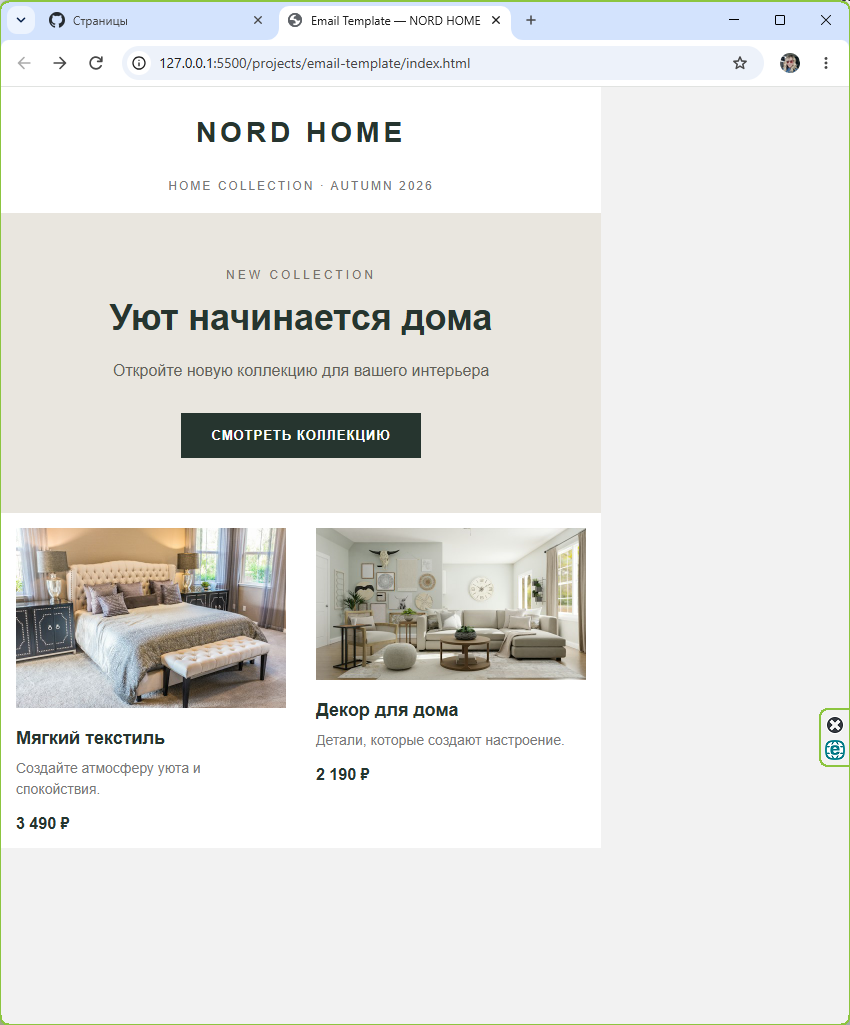 Страницы
Email Template — NORD HOME
127.0.0.1:5500/projects/email-template/index.html
NORD HOME
HOME COLLECTION · AUTUMN 2026
NEW COLLECTION
Уют начинается дома
Откройте новую коллекцию для вашего интерьера
СМОТРЕТЬ КОЛЛЕКЦИЮ
Мягкий текстиль
Создайте атмосферу уюта и
спокойствия.
3 490 ₽
Декор для дома
Детали, которые создают настроение.
2 190 ₽